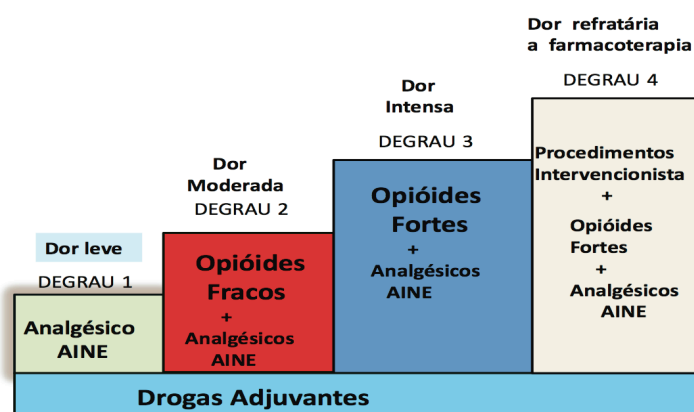 Dor leve
DEGRAU 1
Analgésico
AINE
Dor
Moderada
DEGRAU 2
Opióides
Fracos
+
Analgésicos
AINE
Dor
Intensa
DEGRAU 3
Opióides
Fortes
+
Analgésicos
AINE
Dor refratária
a farmacoterapia
DEGRAU 4
Procedimentos
Intervencionista
+
Opióides
Fortes
+
Analgésicos
AINE
Drogas Adjuvantes